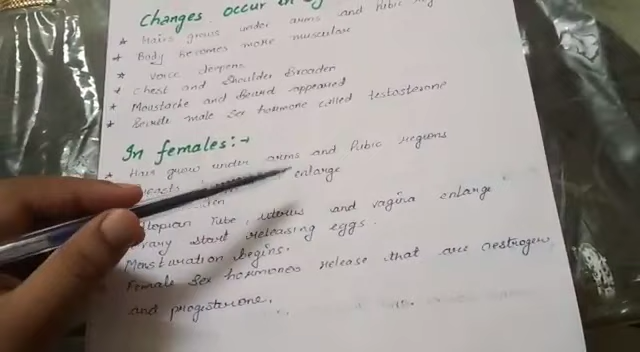 Changes occur in
Hairs grows under arms and Pubic
Body becomes more muscular
Voice deepens
Chest and Shoulder Broaden
Moustache and Beard appeared
Secrete male sex hormone called testosterone
In females:→
Hair grow under arms and Pubic regions
enlarge
Tube, uterus and vagina enlarge
ovary start releasing eggs.
Menstruation begins.
Female Sex hormones release that are oestrogen
and progesterone.